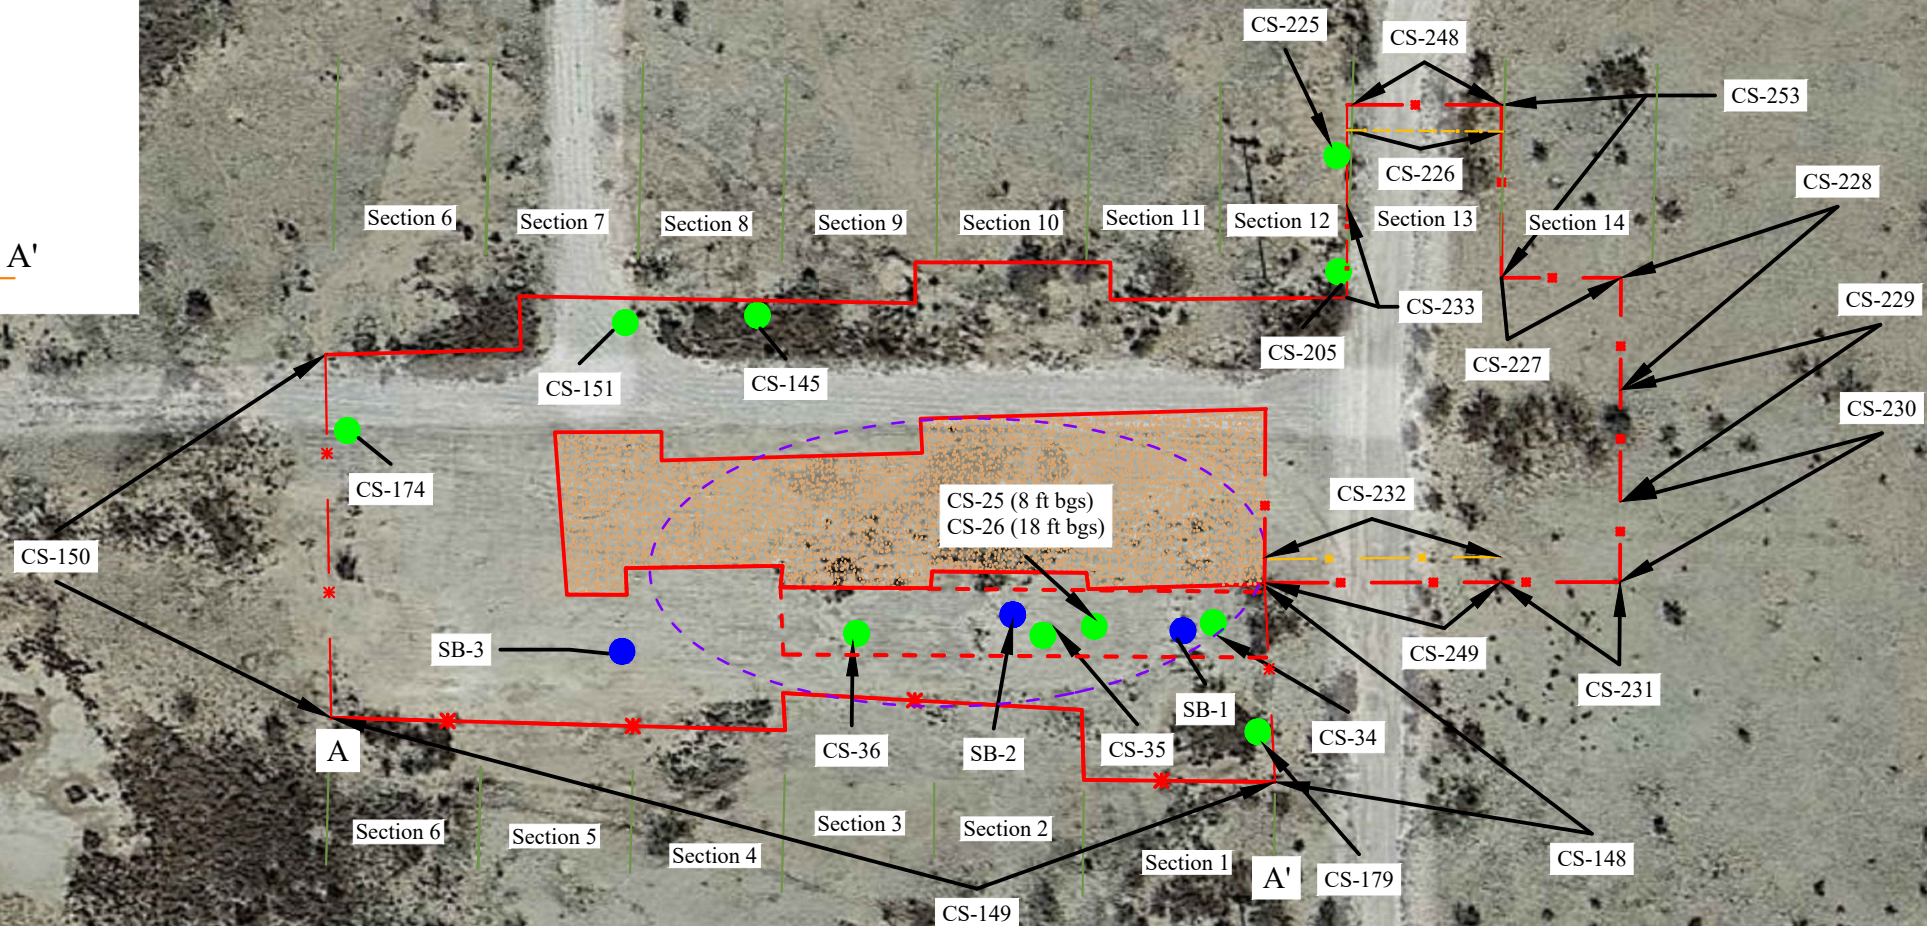 CS-225
CS-248
CS-253
CS-226
CS-228
Section 6
Section 7
Section 8
Section 9
Section 10
Section 11
Section 12
Section 13
Section 14
A'
CS-233
CS-229
CS-205
CS-227
CS-151
CS-145
CS-230
CS-174
CS-25 (8 ft bgs)
CS-26 (18 ft bgs)
CS-232
CS-150
SB-3
CS-249
CS-231
SB-1
CS-34
CS-36
SB-2
CS-35
A
Section 6
Section 5
Section 4
Section 3
Section 2
Section 1
A'
CS-179
CS-148
CS-149